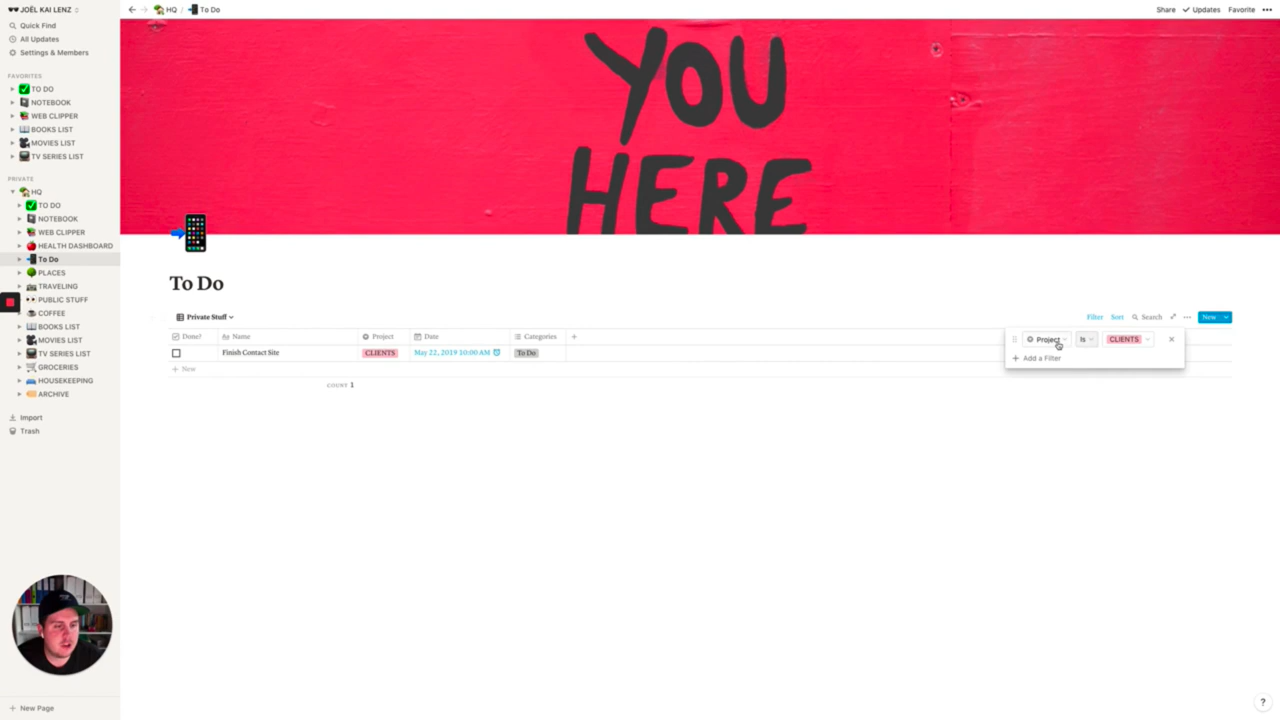 JOËL KAI LENZ
Quick Find
All Updates
Settings & Members
FAVORITES
TO DO
NOTEBOOK
WEB CLIPPER
BOOKS LIST
MOVIES LIST
TV SERIES LIST
PRIVATE
HQ
TO DO
NOTEBOOK
WEB CLIPPER
HEALTH DASHBOARD
To Do
PLACES
TRAVELING
PUBLIC STUFF
COFFEE
BOOKS LIST
MOVIES LIST
TV SERIES LIST
GROCERIES
HOUSEKEEPING
ARCHIVE
Import
Trash
+ New Page
HQ / To Do
Share Updates Favorite •••
YOU
HERE
To Do
Private Stuff
Filter Sort Search ••• New
Done? Name Project Date Categories +
Finish Contact Site CLIENTS May 22, 2019 10:00 AM To Do
+ New
COUNT 1
Project Is CLIENTS
+ Add a Filter
?